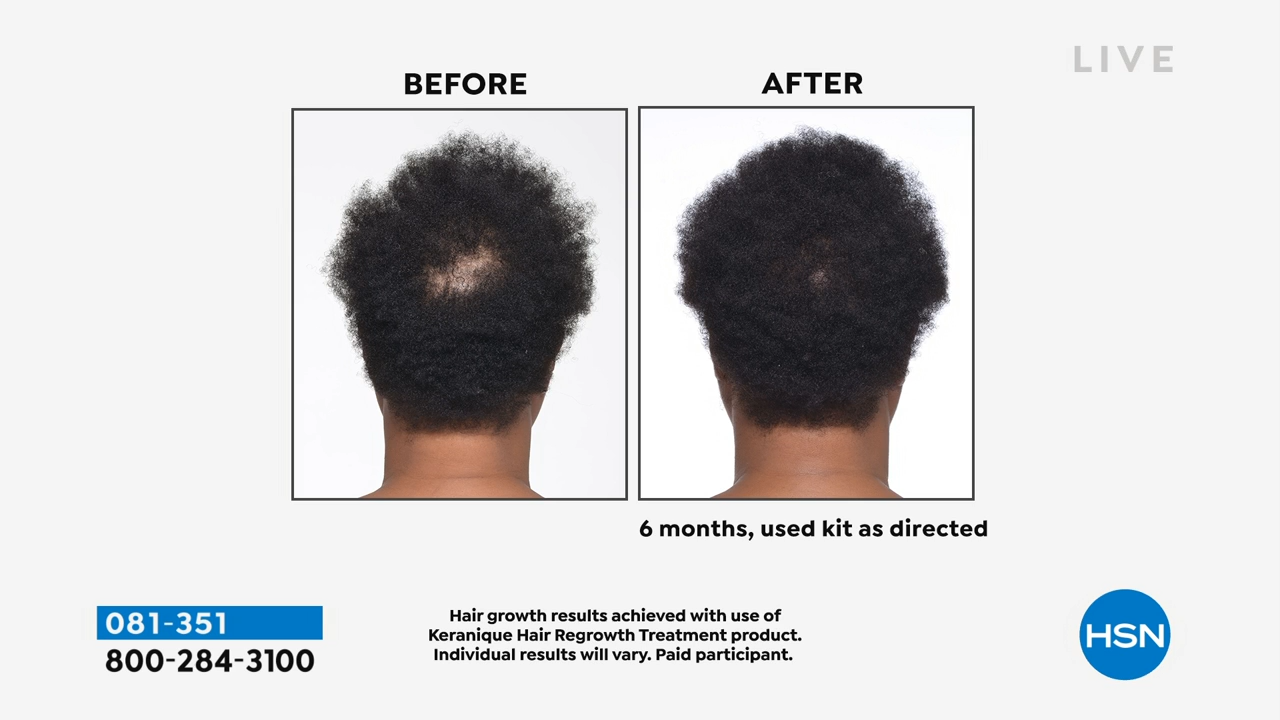 LIVE
BEFORE
AFTER
6 months, used kit as directed
081-351
800-284-3100
Hair growth results achieved with use of
Keranique Hair Regrowth Treatment product.
Individual results will vary. Paid participant.
HSN